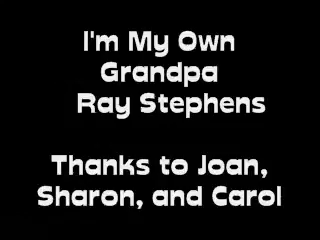 I'm My Own
Grandpa
Ray Stephens
Thanks to Joan,
Sharon, and Carol